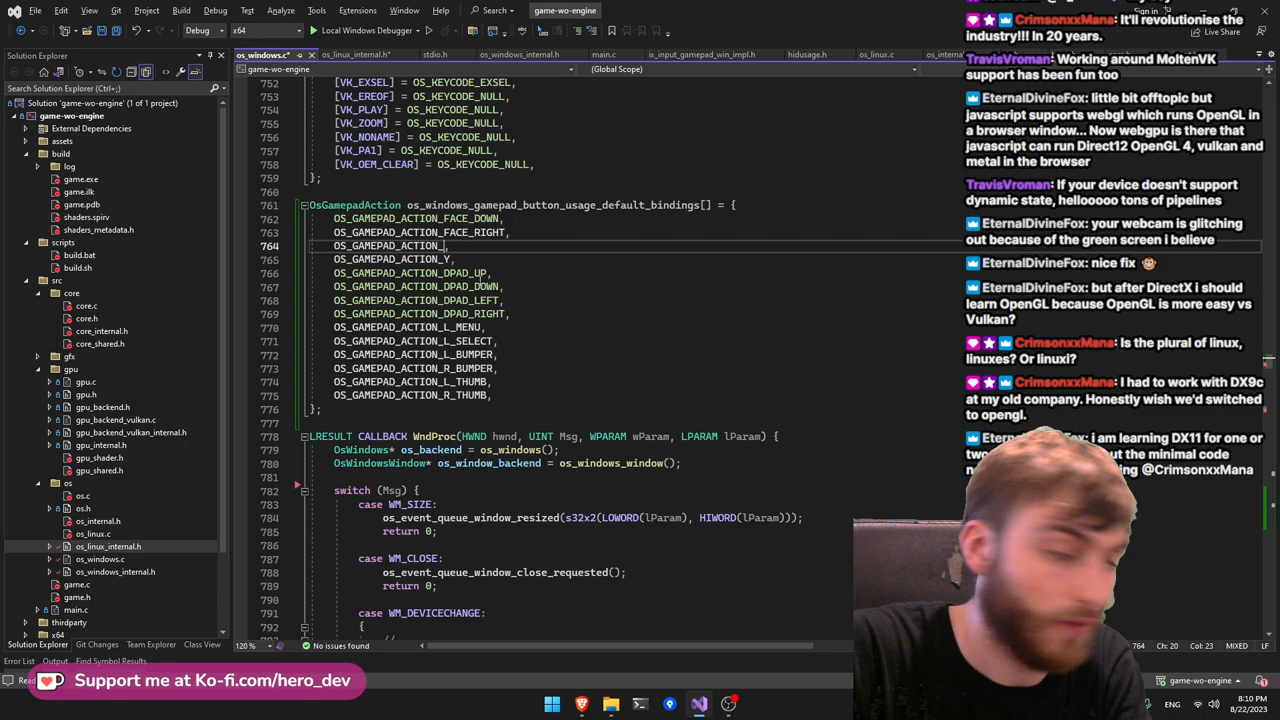 File Edit View Git Project Build Debug Test Analyze Tools Extensions Window Help Search game-wo-engine
Debug x64 Local Windows Debugger Live Share
Solution Explorer
os_windows.c* os_linux_internal.h stdio.h os_windows_internal.h main.c ix_input_gamepad_win_impl.h hidusage.h os_linux.c
game-wo-engine (Global Scope)
Search Solution Explorer (Ctrl+;)
Solution 'game-wo-engine' (1 of 1 project)
game-wo-engine
External Dependencies
assets
build
log
game.exe
game.ilk
game.pdb
shaders.spirv
shaders_metadata.h
scripts
build.bat
build.sh
src
core
core.c
core.h
core_internal.h
core_shared.h
gfx
gpu
gpu.c
gpu.h
gpu_backend.h
gpu_backend_vulkan.c
gpu_backend_vulkan_internal.h
gpu_internal.h
gpu_shader.h
gpu_shared.h
os
os.c
os.h
os_internal.h
os_linux.c
os_linux_internal.h
os_windows.c
os_windows_internal.h
game.c
game.h
main.c
thirdparty
x64
Solution Explorer Git Changes Team Explorer Class View
752 [VK_EXSEL] = OS_KEYCODE_EXSEL,
753 [VK_EREOF] = OS_KEYCODE_NULL,
754 [VK_PLAY] = OS_KEYCODE_NULL,
755 [VK_ZOOM] = OS_KEYCODE_NULL,
756 [VK_NONAME] = OS_KEYCODE_NULL,
757 [VK_PA1] = OS_KEYCODE_NULL,
758 [VK_OEM_CLEAR] = OS_KEYCODE_NULL,
759 };
760
761 OsGamepadAction os_windows_gamepad_button_usage_default_bindings[] = {
762 OS_GAMEPAD_ACTION_FACE_DOWN,
763 OS_GAMEPAD_ACTION_FACE_RIGHT,
764 OS_GAMEPAD_ACTION_,
765 OS_GAMEPAD_ACTION_Y,
766 OS_GAMEPAD_ACTION_DPAD_UP,
767 OS_GAMEPAD_ACTION_DPAD_DOWN,
768 OS_GAMEPAD_ACTION_DPAD_LEFT,
769 OS_GAMEPAD_ACTION_DPAD_RIGHT,
770 OS_GAMEPAD_ACTION_L_MENU,
771 OS_GAMEPAD_ACTION_L_SELECT,
772 OS_GAMEPAD_ACTION_L_BUMPER,
773 OS_GAMEPAD_ACTION_R_BUMPER,
774 OS_GAMEPAD_ACTION_L_THUMB,
775 OS_GAMEPAD_ACTION_R_THUMB,
776 };
777
778 LRESULT CALLBACK WndProc(HWND hwnd, UINT Msg, WPARAM wParam, LPARAM lParam) {
779 OsWindows* os_backend = os_windows();
780 OsWindowsWindow* os_window_backend = os_windows_window();
781
782 switch (Msg) {
783 case WM_SIZE:
784 os_event_queue_window_resized(s32x2(LOWORD(lParam), HIWORD(lParam)));
785 return 0;
786
787 case WM_CLOSE:
788 os_event_queue_window_close_requested();
789 return 0;
790
791 case WM_DEVICECHANGE:
792 {
//
120 % No issues found 764 Ch: 20 Col: 23 MIXED LF
Error List Output Find Symbol Results
game-wo-engine
Support me at Ko-fi.com/hero_dev
ENG 8:10 PM
8/22/2023
CrimsonxxMana: It'll revolutionise the
industry!!! In 20 years.
TravisVroman: Working around MoltenVK
support has been fun too
EternalDivineFox: little bit offtopic but
javascript supports webgl which runs OpenGL in
a browser window... Now webgpu is there that
javascript can run Direct12 OpenGL 4, vulkan and
metal in the browser
TravisVroman: If your device doesn't support
dynamic state, hellooooo tons of pipelines
EternalDivineFox: your webcam is glitching
out because of the green screen i believe
EternalDivineFox: nice fix
EternalDivineFox: but after DirectX i should
learn OpenGL because OpenGL is more easy vs
Vulkan?
CrimsonxxMana: Is the plural of linux,
linuxes? Or linuxi?
CrimsonxxMana: I had to work with DX9c
at my old company. Honestly wish we'd switched
to opengl.
i am learning DX11 for one or
two out the minimal code
@CrimsonxxMana